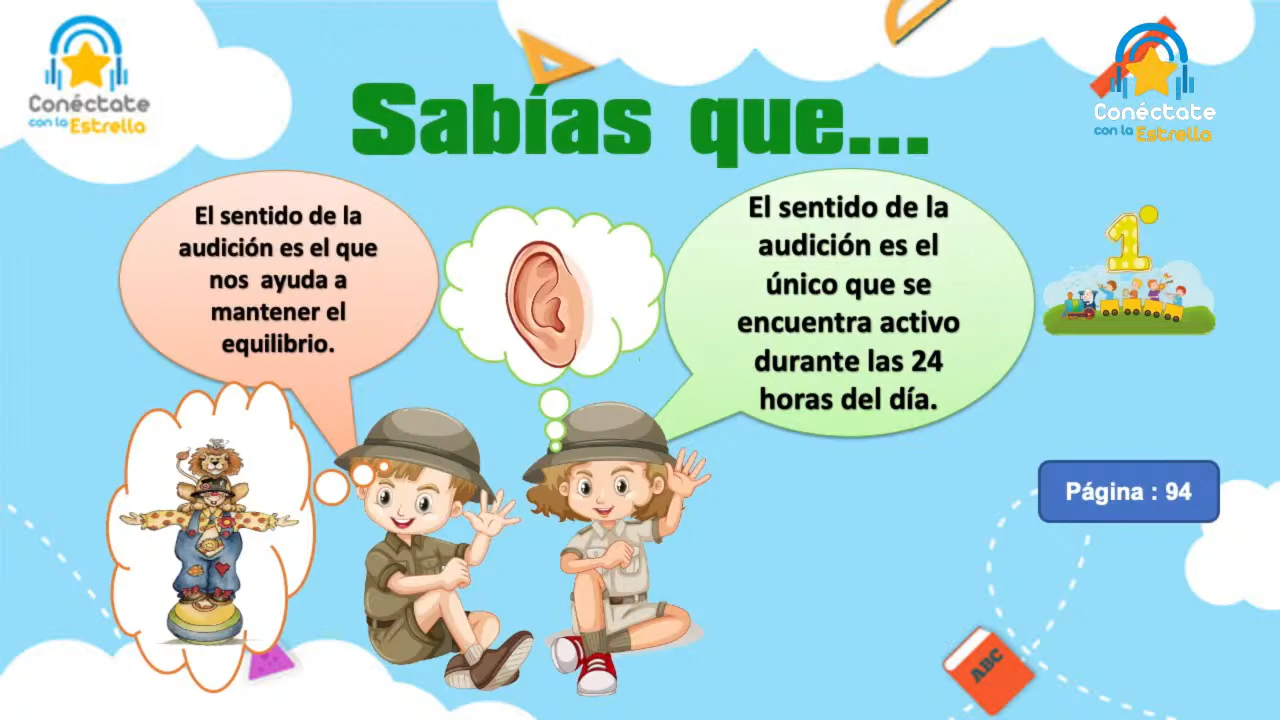 Conéctate
con la Estrella
Sabías que...
Conéctate
con la Estrella
El sentido de la
audición es el que
nos ayuda a
mantener el
equilibrio.
El sentido de la
audición es el
único que se
encuentra activo
durante las 24
horas del día.
1°
Página : 94
ABC